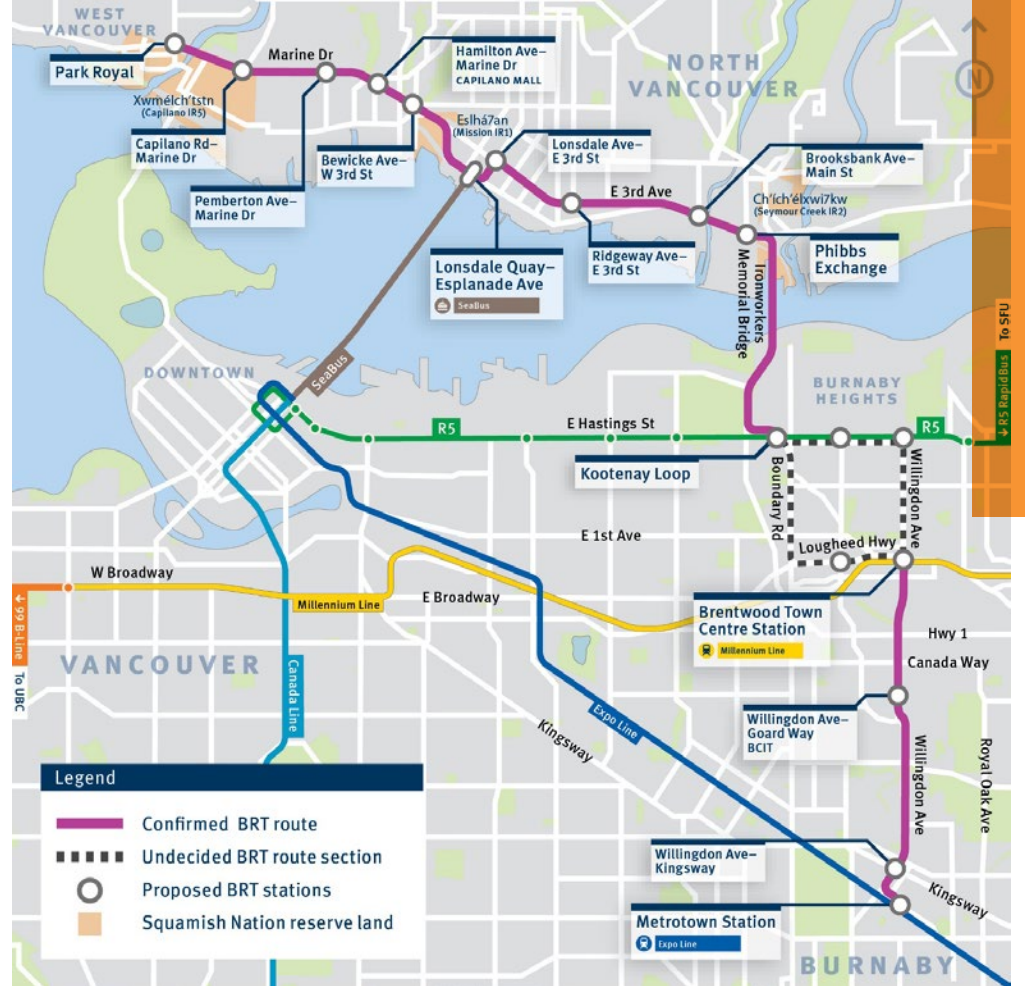 WEST
VANCOUVER
Park Royal
Marine Dr
Hamilton Ave–
Marine Dr
CAPILANO MALL
NORTH
VANCOUVER
N
Xwmélch'tstn
(Capilano IR5)
Eslhá7an
(Mission IR1)
Capilano Rd–
Marine Dr
Bewicke Ave–
W 3rd St
Lonsdale Ave–
E 3rd St
Brooksbank Ave–
Main St
Pemberton Ave–
Marine Dr
E 3rd Ave
Ch'ích'élxwi7kw
(Seymour Creek IR2)
Lonsdale Quay–
Esplanade Ave
SeaBus
Ridgeway Ave–
E 3rd St
Phibbs
Exchange
Ironworkers
Memorial Bridge
SeaBus
DOWNTOWN
BURNABY
HEIGHTS
↓ R5 RapidBus To SFU
R5
E Hastings St
R5
Kootenay Loop
Boundary Rd
Willingdon Ave
E 1st Ave
Lougheed Hwy
W Broadway
Millennium Line
E Broadway
Brentwood Town
Centre Station
Millennium Line
Hwy 1
Canada Way
← 99 B-Line To UBC
VANCOUVER
Canada Line
Expo Line
Kingsway
Willingdon Ave–
Goard Way
BCIT
Willingdon Ave
Royal Oak Ave
Legend
Confirmed BRT route
Undecided BRT route section
Proposed BRT stations
Squamish Nation reserve land
Willingdon Ave–
Kingsway
Kingsway
Metrotown Station
Expo Line
BURNABY